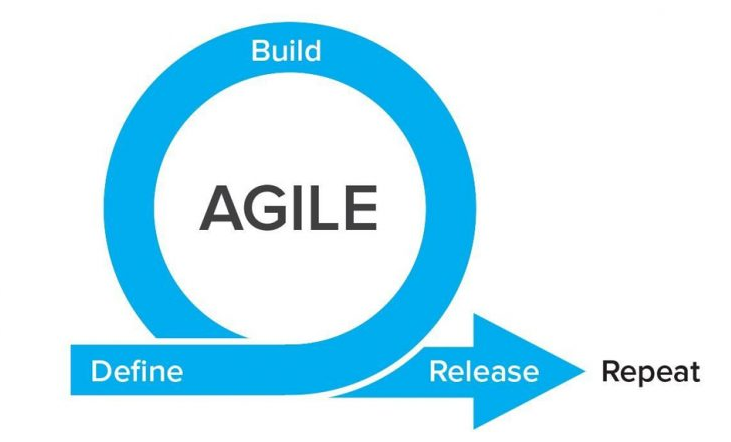 Build
AGILE
Define
Release
Repeat